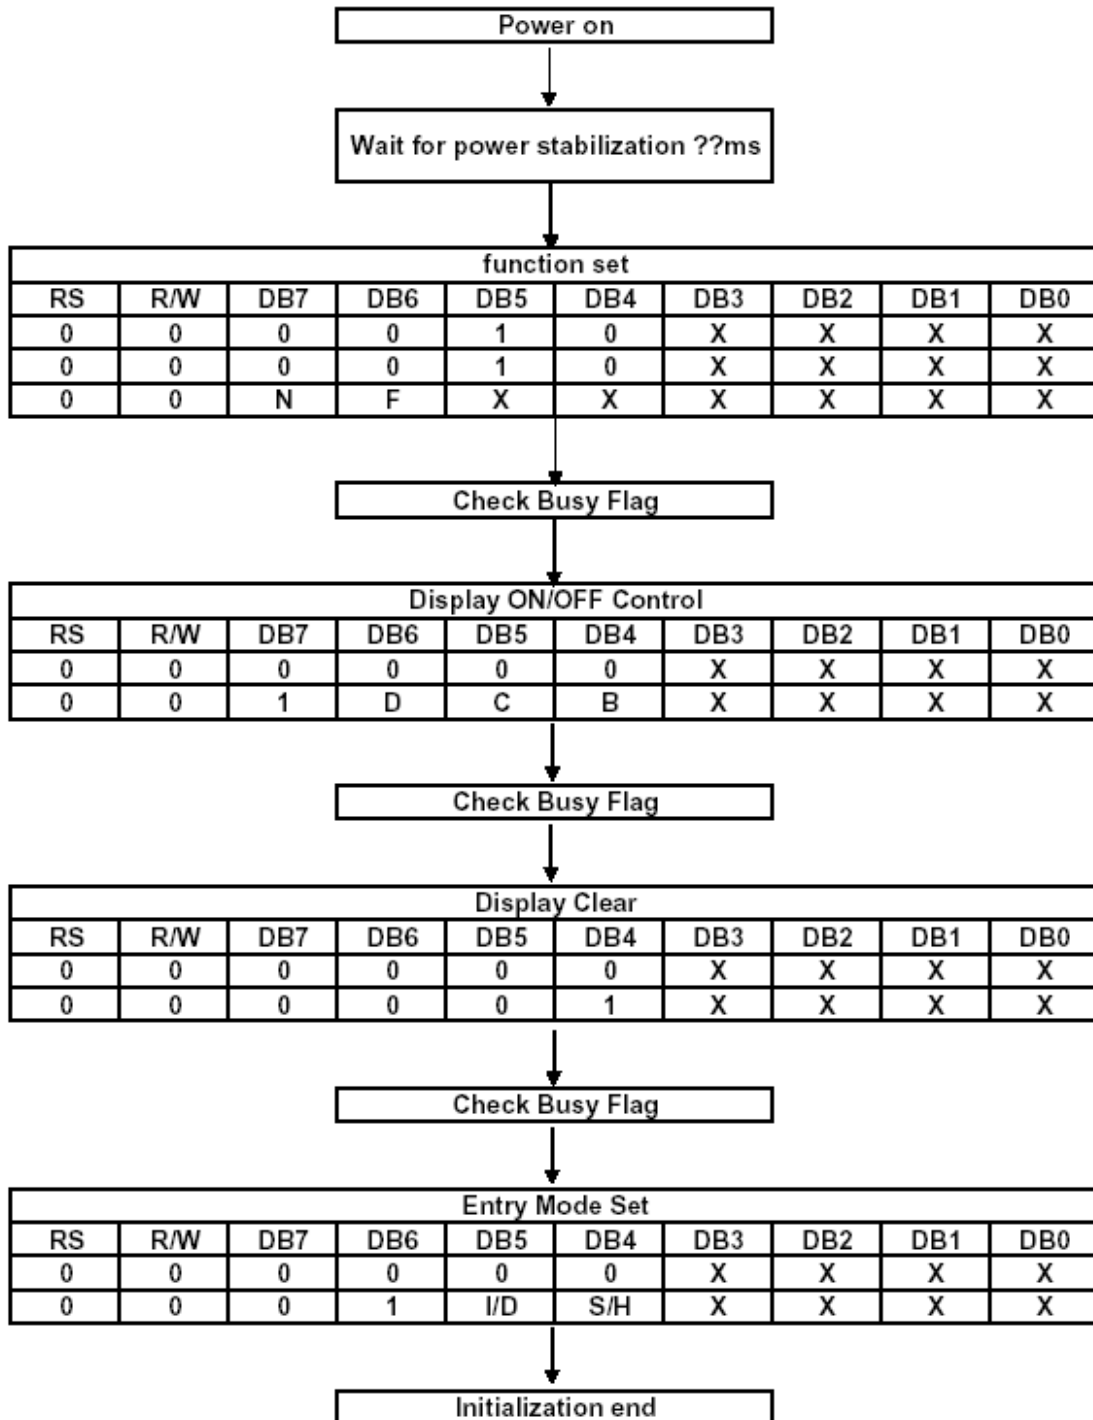 Power on
Wait for power stabilization ??ms
function set
RS R/W DB7 DB6 DB5 DB4 DB3 DB2 DB1 DB0
0 0 0 0 1 0 X X X X
0 0 0 0 1 0 X X X X
0 0 N F X X X X X X
Check Busy Flag
Display ON/OFF Control
RS R/W DB7 DB6 DB5 DB4 DB3 DB2 DB1 DB0
0 0 0 0 0 0 X X X X
0 0 1 D C B X X X X
Check Busy Flag
Display Clear
RS R/W DB7 DB6 DB5 DB4 DB3 DB2 DB1 DB0
0 0 0 0 0 0 X X X X
0 0 0 0 0 1 X X X X
Check Busy Flag
Entry Mode Set
RS R/W DB7 DB6 DB5 DB4 DB3 DB2 DB1 DB0
0 0 0 0 0 0 X X X X
0 0 0 1 I/D S/H X X X X
Initialization end